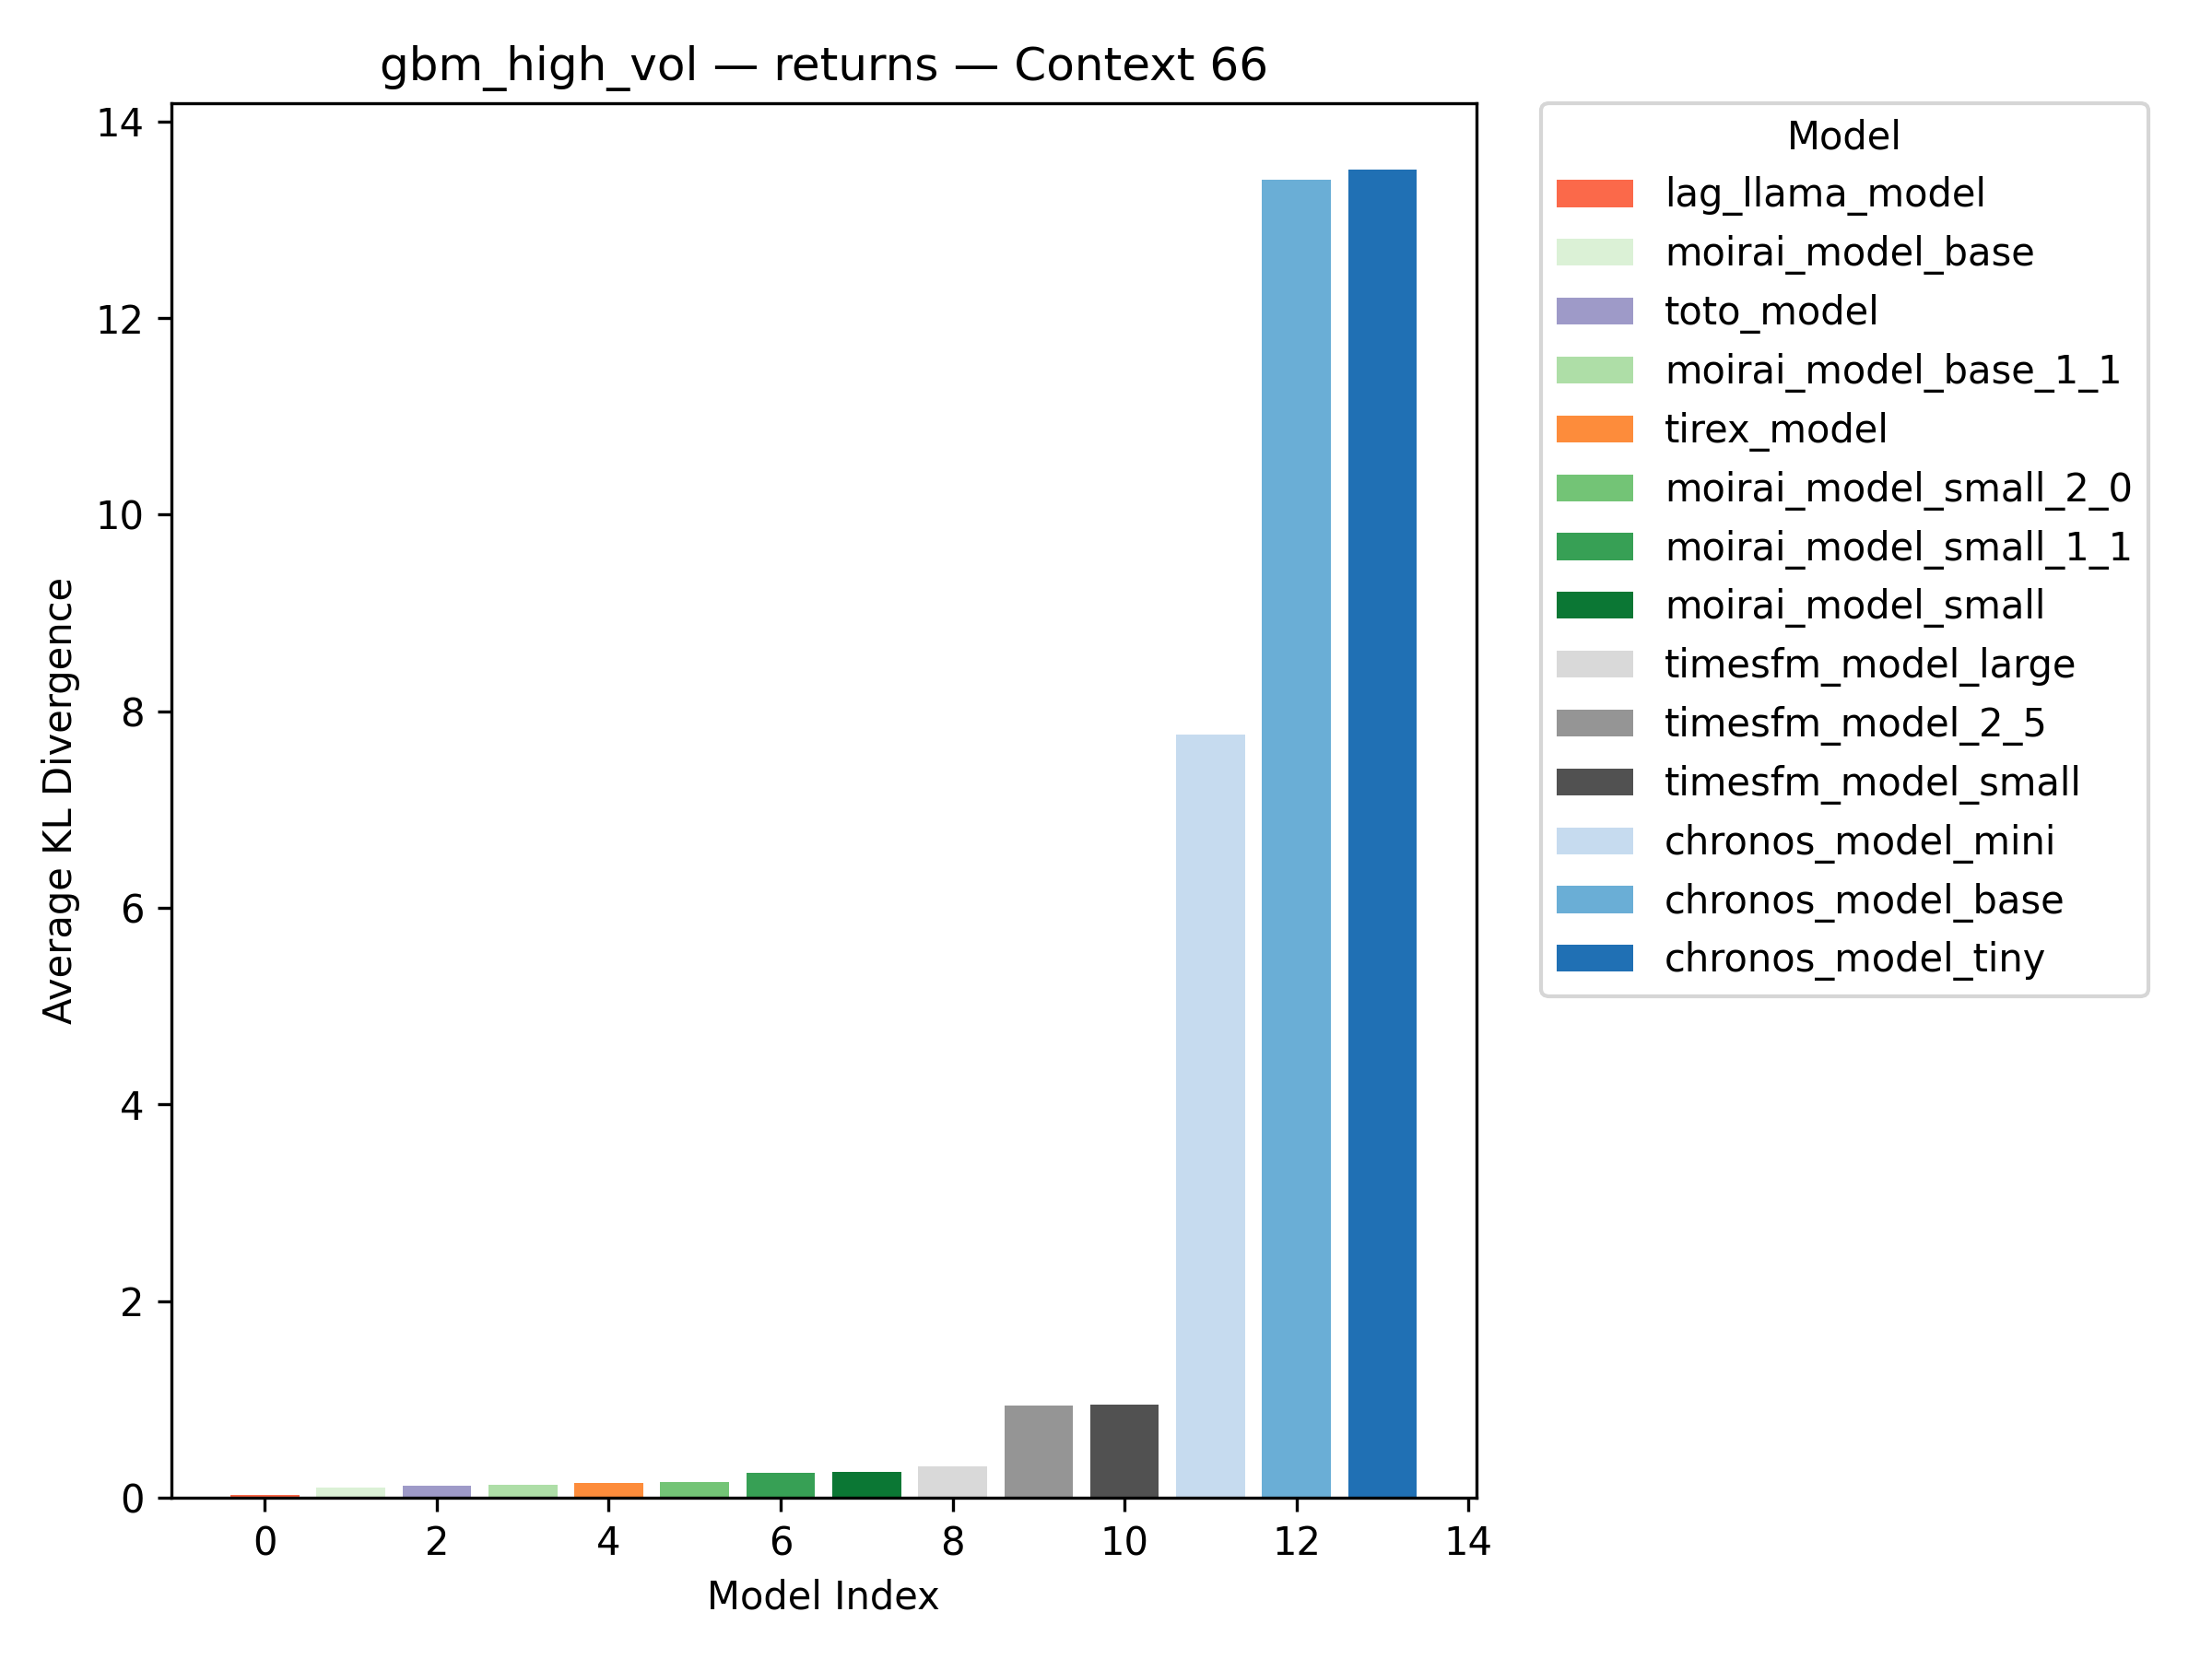 gbm_high_vol — returns — Context 66
14
12
10
8
6
4
2
0
Average KL Divergence
0 2 4 6 8 10 12 14
Model Index
Model
lag_llama_model
moirai_model_base
toto_model
moirai_model_base_1_1
tirex_model
moirai_model_small_2_0
moirai_model_small_1_1
moirai_model_small
timesfm_model_large
timesfm_model_2_5
timesfm_model_small
chronos_model_mini
chronos_model_base
chronos_model_tiny